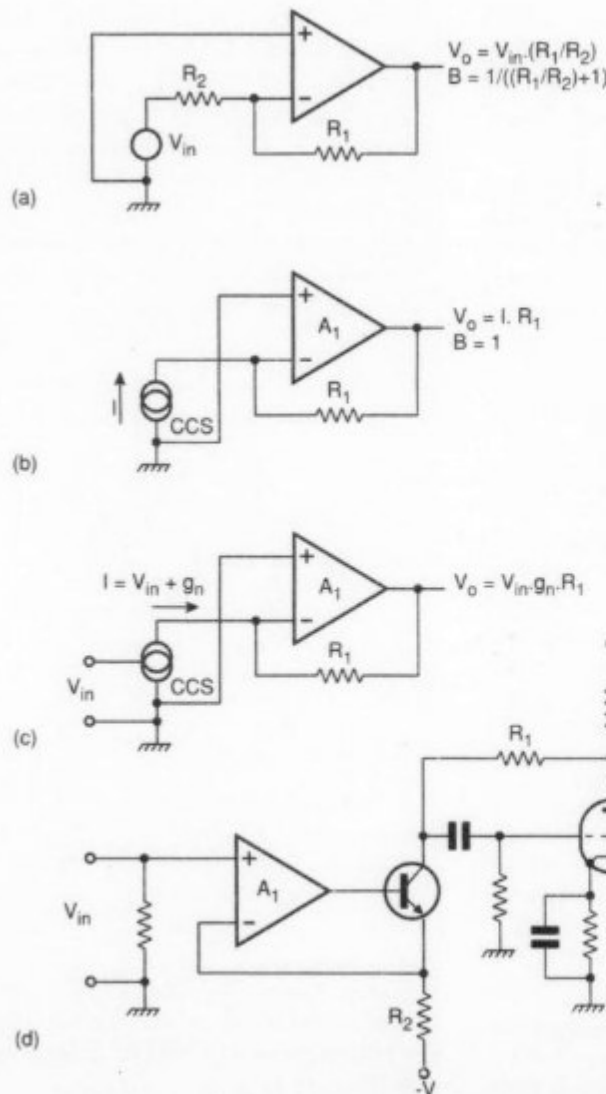 +
−
R₂
R₁
Vᵢₙ
Vₒ = Vᵢₙ.(R₁/R₂)
B = 1/((R₁/R₂)+1)
(a)
+
−
A₁
R₁
I
CCS
Vₒ = I. R₁
B = 1
(b)
I = Vᵢₙ + gₙ
+
−
A₁
R₁
Vᵢₙ
CCS
Vₒ = Vᵢₙ.gₙ.R₁
(c)
R₁
Vᵢₙ
+
−
A₁
R₂
-V
(d)